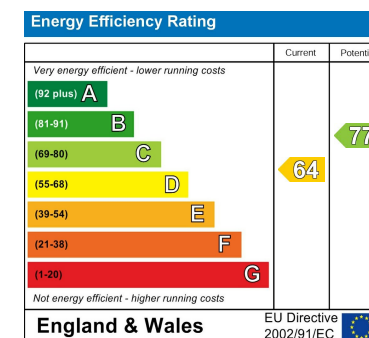 Energy Efficiency Rating
Current Potenti
Very energy efficient - lower running costs
(92 plus) A
(81-91) B
(69-80) C
(55-68) D
(39-54) E
(21-38) F
(1-20) G
64
77
Not energy efficient - higher running costs
England & Wales
EU Directive
2002/91/EC